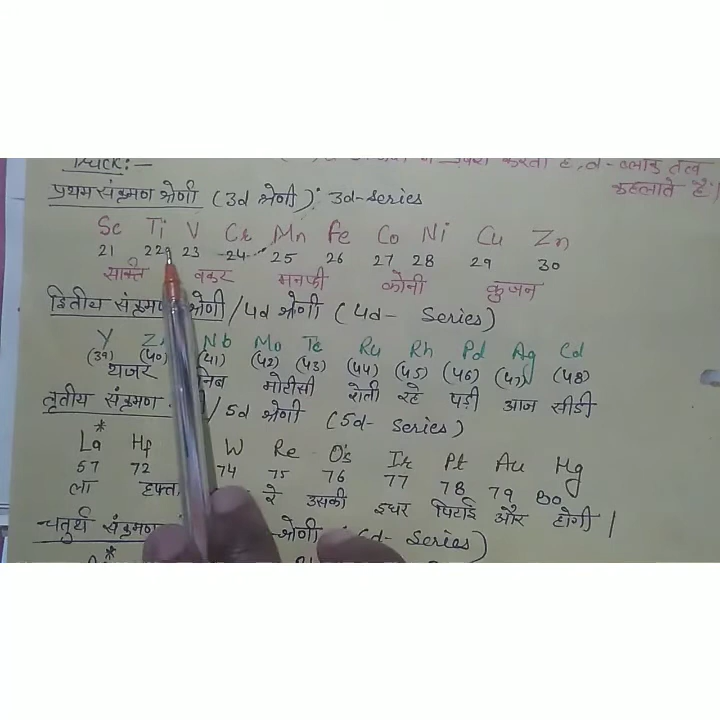 करता है, d-ब्लॉक तत्व
कहलाते है।
प्रथम संक्रमण श्रेणी (3d श्रेणी): 3d-Series
Sc Ti V Cr Mn Fe Co Ni Cu Zn
21 22 23 24 25 26 27 28 29 30
वकर मनफी कोनी कुजन
द्वितीय संक्रमण श्रेणी/4d श्रेणी (4d- Series)
Y Nb Mo Tc Ru Rh Pd Ag Cd
(39) (40) (41) (42) (43) (44) (45) (46) (47) (48)
यजर निब मोटीसी रोती रहे पड़ी आज सीडी
तृतीय संक्रमण /5d श्रेणी (5d- Series)
La* Hf W Re Os Ir Pt Au Hg
57 72 74 75 76 77 78 79 80
ला हफ्ता रे उसकी इधर पिटाई और होगी।
चतुर्थ संक्रमण श्रेणी (6d- Series)